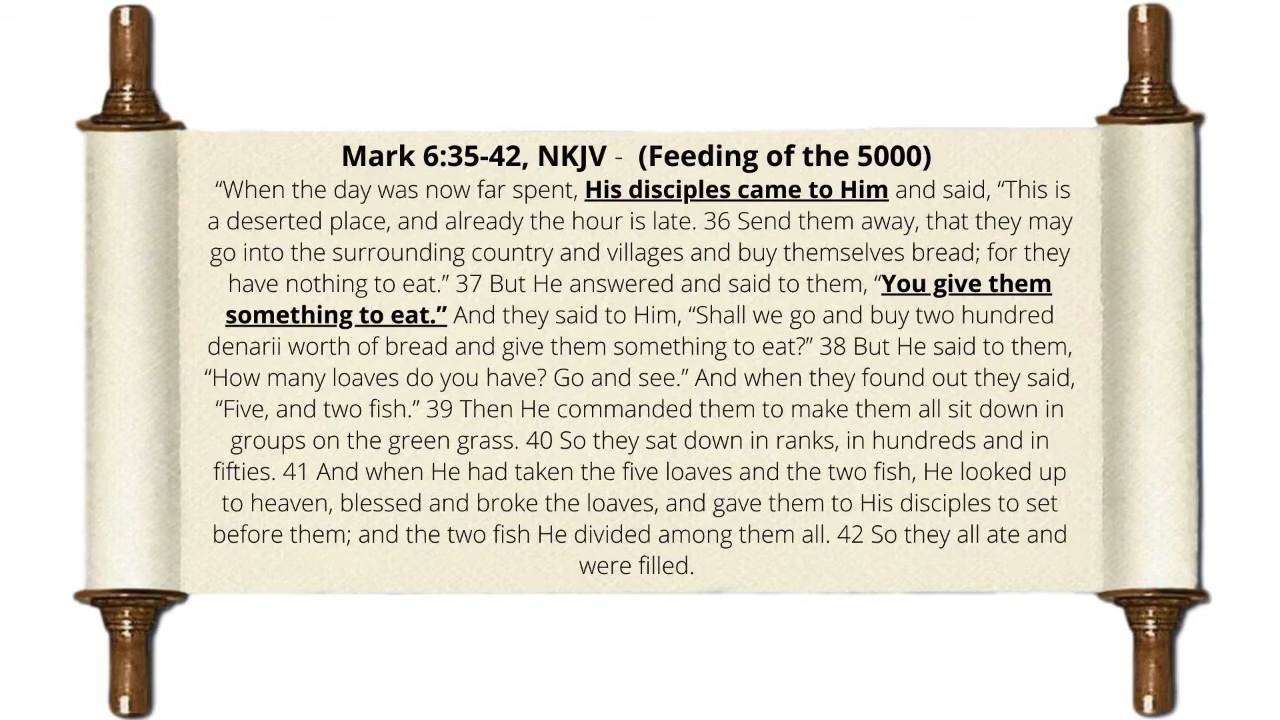 Mark 6:35-42, NKJV - (Feeding of the 5000)
“When the day was now far spent, His disciples came to Him and said, “This is
a deserted place, and already the hour is late. 36 Send them away, that they may
go into the surrounding country and villages and buy themselves bread; for they
have nothing to eat.” 37 But He answered and said to them, “You give them
something to eat.” And they said to Him, “Shall we go and buy two hundred
denarii worth of bread and give them something to eat?” 38 But He said to them,
“How many loaves do you have? Go and see.” And when they found out they said,
“Five, and two fish.” 39 Then He commanded them to make them all sit down in
groups on the green grass. 40 So they sat down in ranks, in hundreds and in
fifties. 41 And when He had taken the five loaves and the two fish, He looked up
to heaven, blessed and broke the loaves, and gave them to His disciples to set
before them; and the two fish He divided among them all. 42 So they all ate and
were filled.